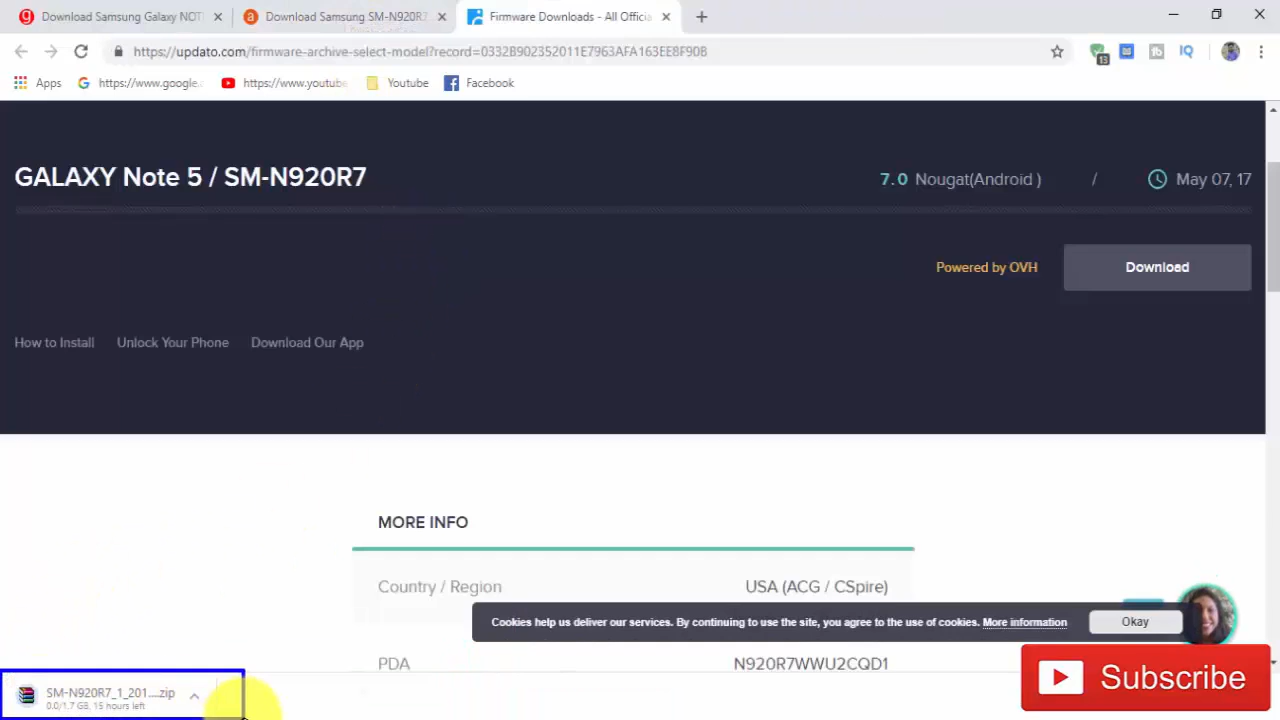 Download Samsung Galaxy NOT
Download Samsung SM-N920R7
Firmware Downloads - All Officia
https://updato.com/firmware-archive-select-model?record=0332B902352011E7963AFA163EE8F90B
13
Apps
https://www.google.
https://www.youtube
Youtube
Facebook
GALAXY Note 5 / SM-N920R7
7.0 Nougat(Android ) / May 07, 17
Powered by OVH
Download
How to Install
Unlock Your Phone
Download Our App
MORE INFO
Country / Region
USA (ACG / CSpire)
Cookies help us deliver our services. By continuing to use the site, you agree to the use of cookies. More information
Okay
PDA
N920R7WWU2CQD1
SM-N920R7_1_201....zip
0.0/1.7 GB, 15 hours left
Subscribe